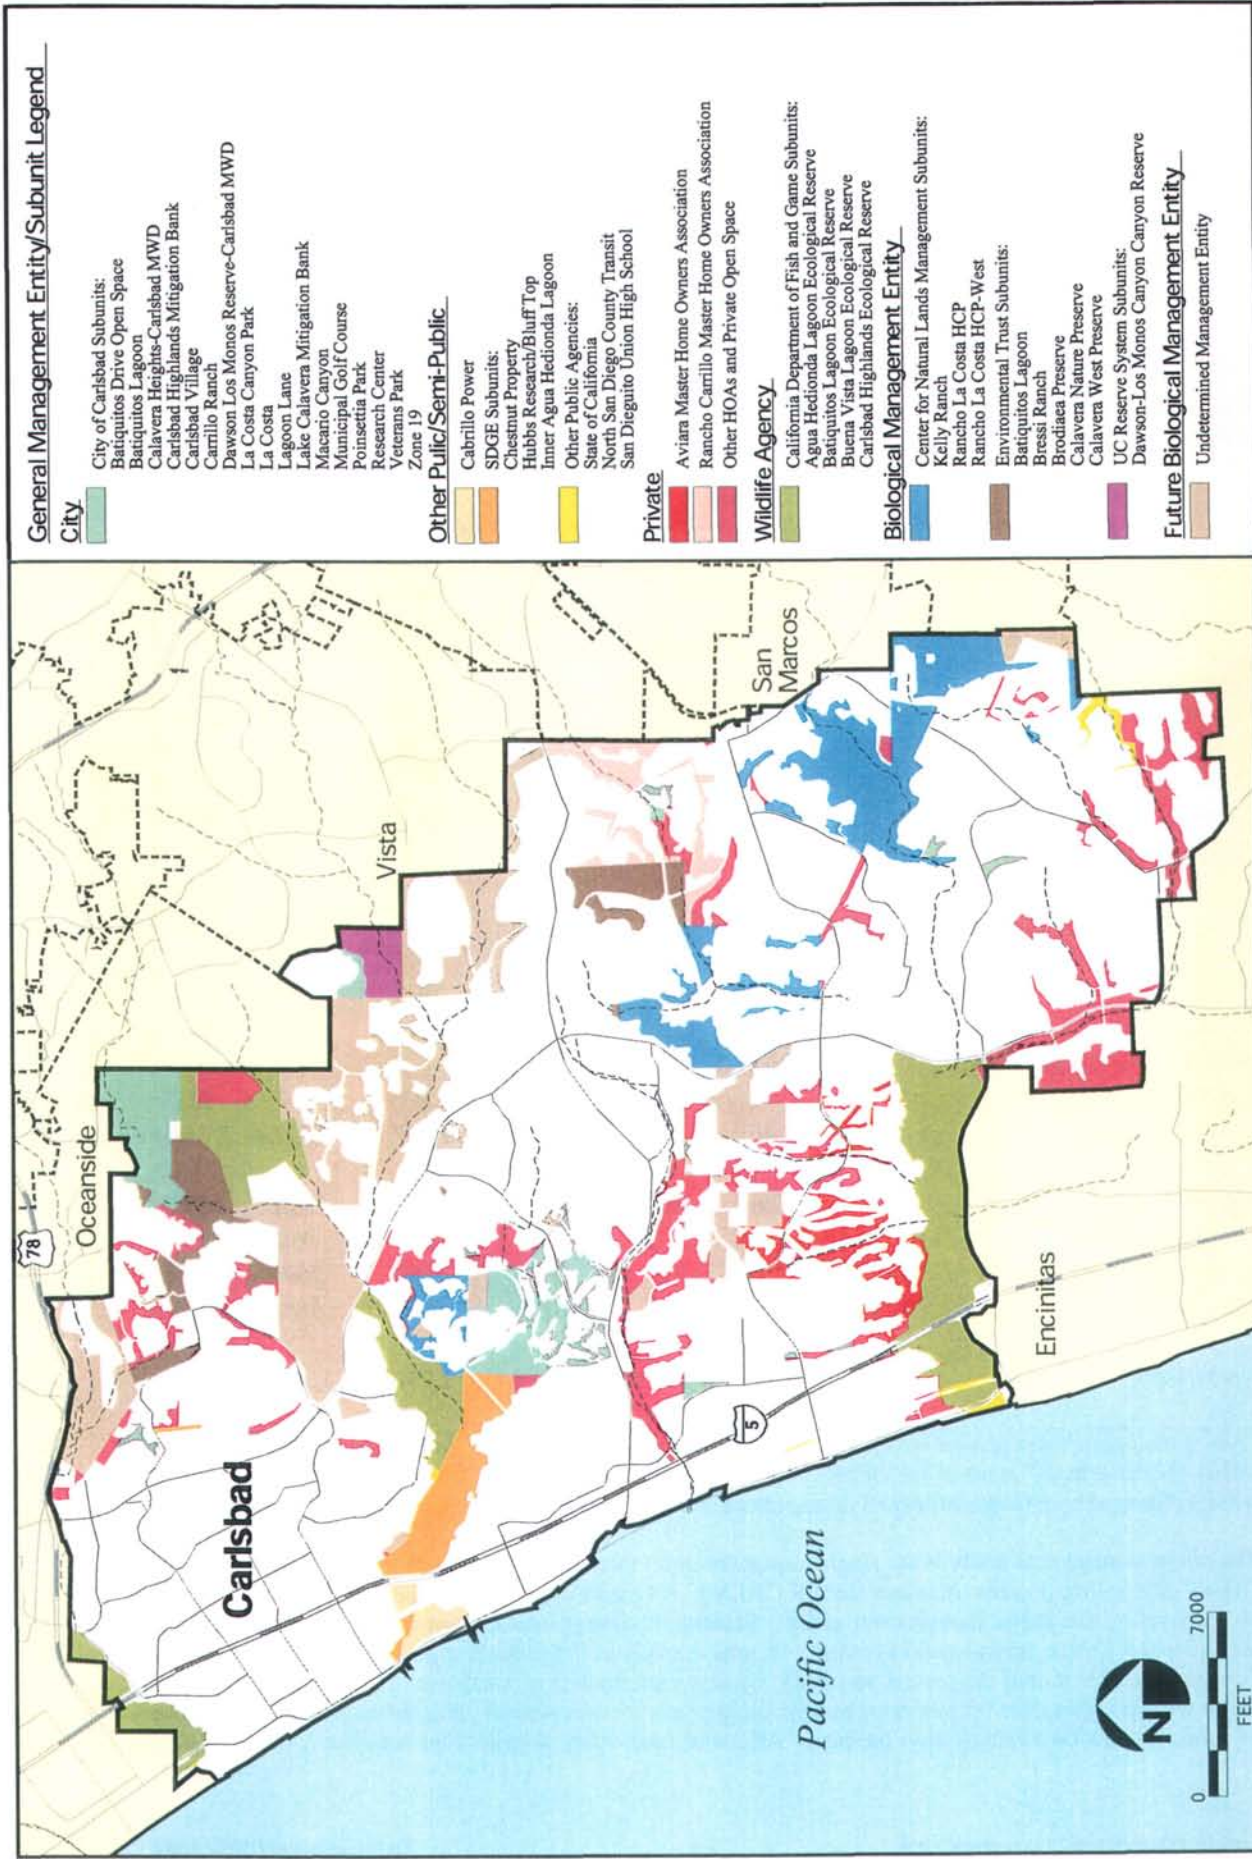 General Management Entity/Subunit Legend
City
City of Carlsbad Subunits:
Batiquitos Drive Open Space
Batiquitos Lagoon
Calavera Heights-Carlsbad MWD
Carlsbad Highlands Mitigation Bank
Carlsbad Village
Carrillo Ranch
Dawson Los Monos Reserve-Carlsbad MWD
La Costa Canyon Park
La Costa
Lagoon Lane
Lake Calavera Mitigation Bank
Macario Canyon
Municipal Golf Course
Poinsettia Park
Research Center
Veterans Park
Zone 19
Other Pulic/Semi-Public
Cabrillo Power
SDGE Subunits:
Chestnut Property
Hubbs Research/Bluff Top
Inner Agua Hedionda Lagoon
Other Public Agencies:
State of California
North San Diego County Transit
San Dieguito Union High School
Private
Aviara Master Home Owners Association
Rancho Carrillo Master Home Owners Association
Other HOAs and Private Open Space
Wildlife Agency
California Department of Fish and Game Subunits:
Agua Hedionda Lagoon Ecological Reserve
Batiquitos Lagoon Ecological Reserve
Buena Vista Lagoon Ecological Reserve
Carlsbad Highlands Ecological Reserve
Biological Management Entity
Center for Natural Lands Management Subunits:
Kelly Ranch
Rancho La Costa HCP
Rancho La Costa HCP-West
Environmental Trust Subunits:
Batiquitos Lagoon
Bressi Ranch
Brodiaea Preserve
Calavera Nature Preserve
Calavera West Preserve
UC Reserve System Subunits:
Dawson-Los Monos Canyon Canyon Reserve
Future Biological Management Entity
Undetermined Management Entity
78
Oceanside
Vista
San
Marcos
Carlsbad
5
Encinitas
Pacific Ocean
N
0 7000
FEET